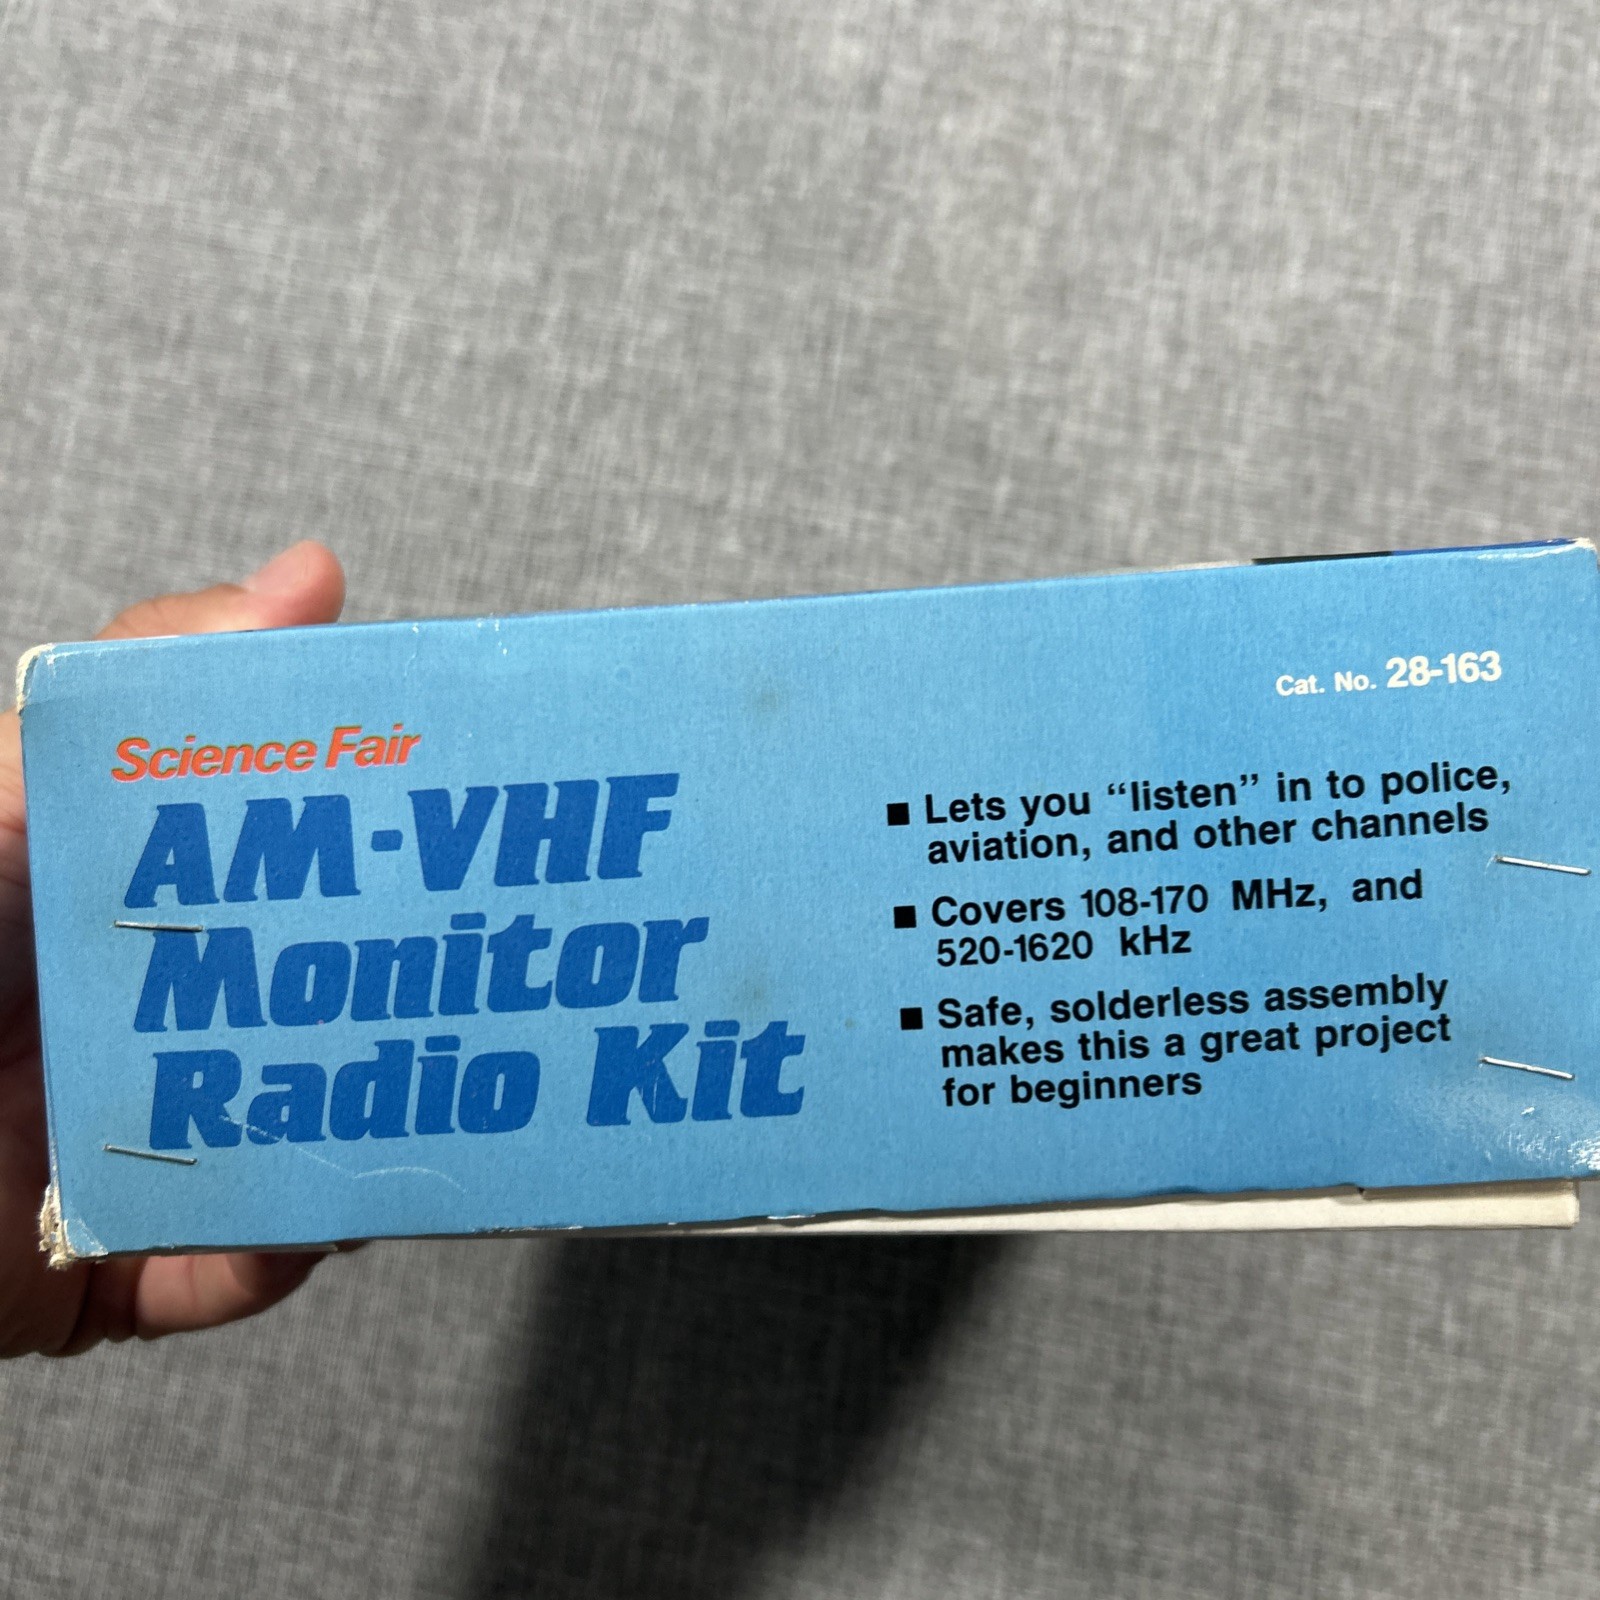 Cat. No. 28-163
Science Fair
AM-VHF
Monitor
Radio Kit
■ Lets you “listen” in to police,
aviation, and other channels
■ Covers 108-170 MHz, and
520-1620 kHz
■ Safe, solderless assembly
makes this a great project
for beginners